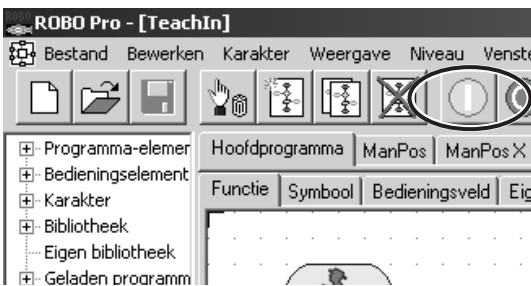 ROBO Pro - [TeachIn]
Bestand Bewerken Karakter Weergave Niveau Venste
Programma-elemer
Bedieningselement
Karakter
Bibliotheek
Eigen bibliotheek
Geladen programm
Hoofdprogramma ManPos ManPos X
Functie Symbool Bedieningsveld Eig